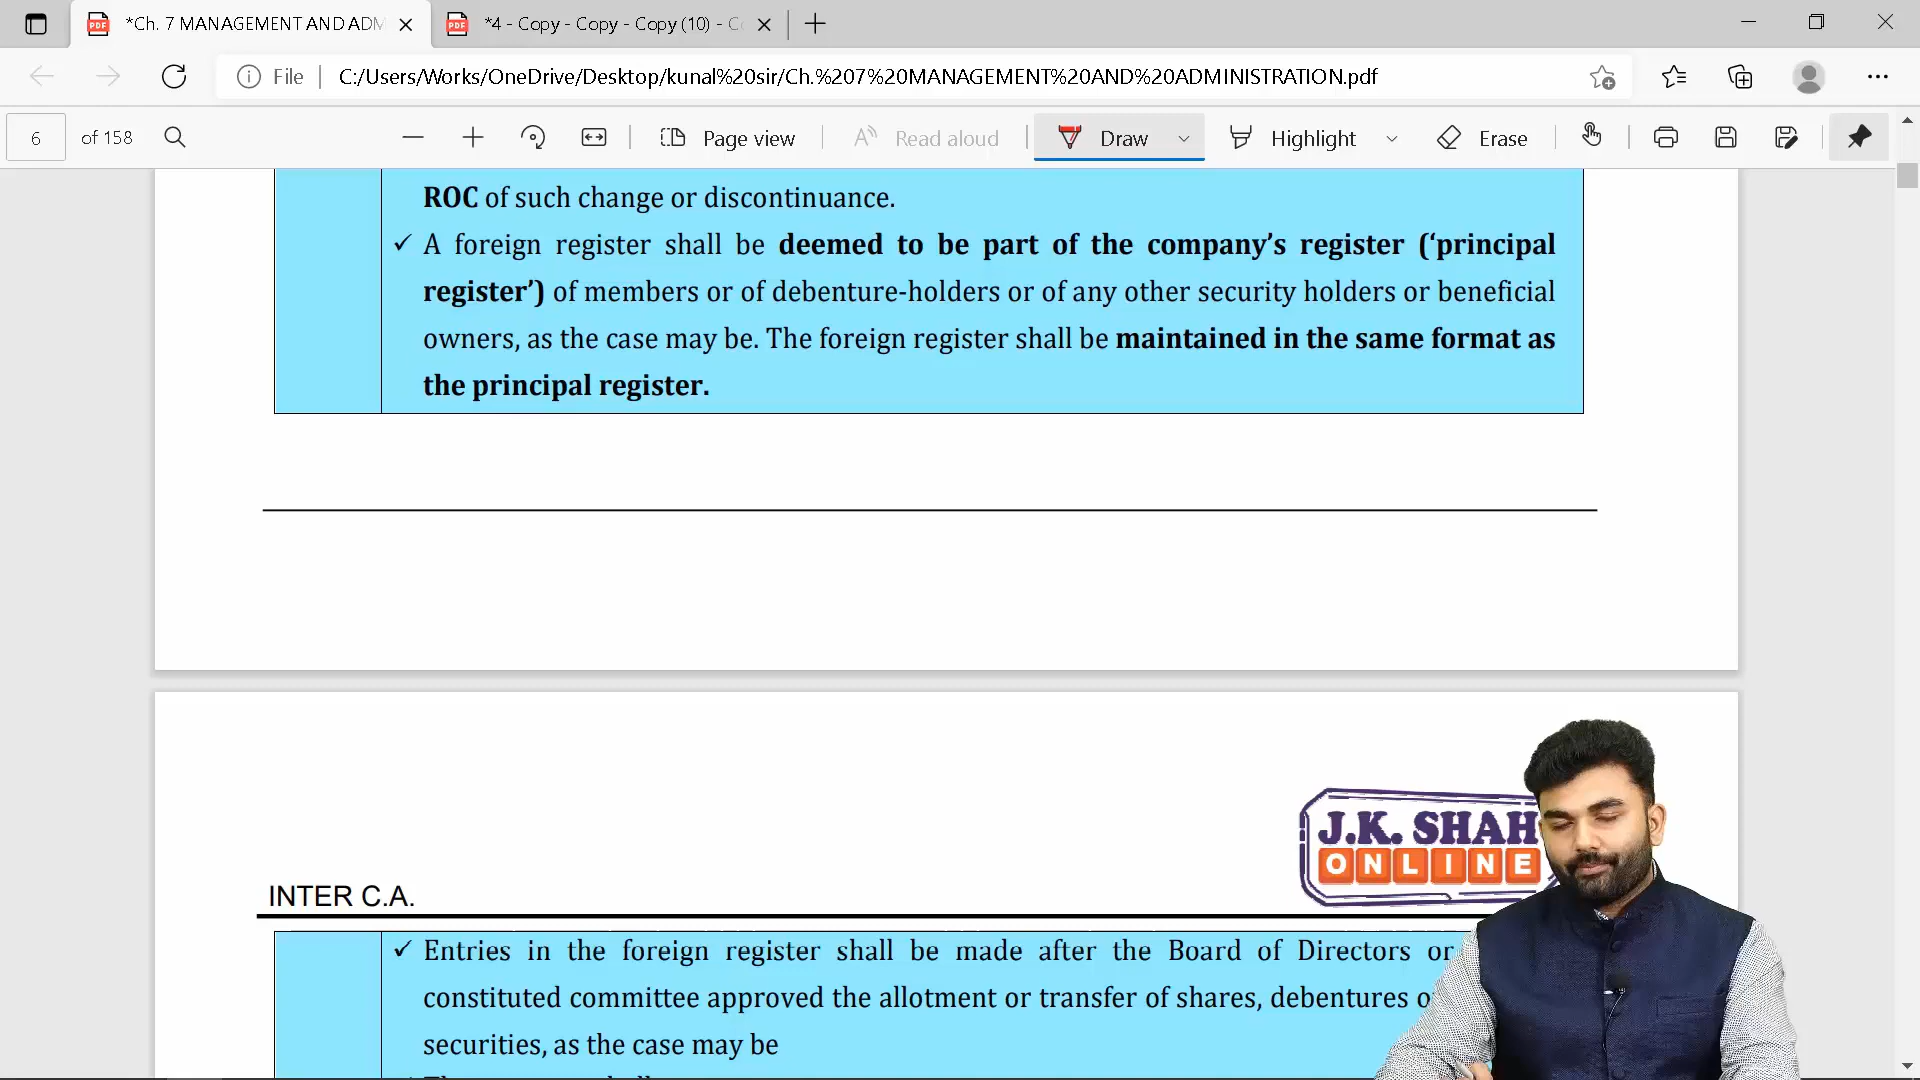 *Ch. 7 MANAGEMENT AND ADM
*4 - Copy - Copy - Copy (10) - C
File
C:/Users/Works/OneDrive/Desktop/kunal%20sir/Ch.%207%20MANAGEMENT%20AND%20ADMINISTRATION.pdf
6 of 158
Page view
Read aloud
Draw
Highlight
Erase
ROC of such change or discontinuance.
✓ A foreign register shall be deemed to be part of the company’s register (‘principal
register’) of members or of debenture-holders or of any other security holders or beneficial
owners, as the case may be. The foreign register shall be maintained in the same format as
the principal register.
J.K. SHAH
ONLINE
INTER C.A.
✓ Entries in the foreign register shall be made after the Board of Directors or
constituted committee approved the allotment or transfer of shares, debentures
securities, as the case may be